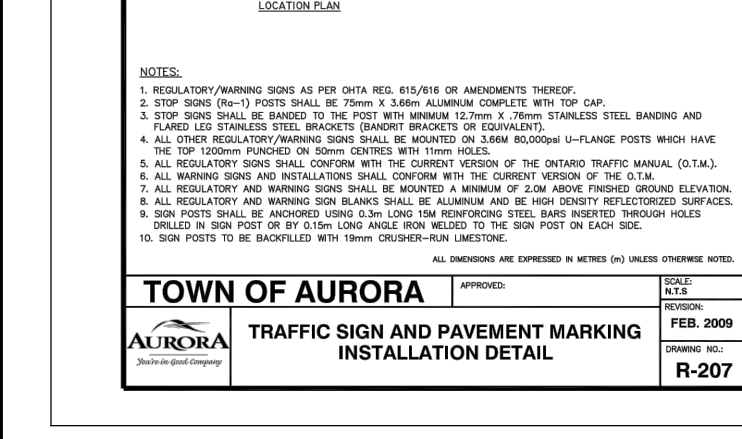 LOCATION PLAN
NOTES:
1. REGULATORY/WARNING SIGNS AS PER OHTA REG. 615/616 OR AMENDMENTS THEREOF.
2. STOP SIGNS (Ra-1) POSTS SHALL BE 75mm X 3.66m ALUMINUM COMPLETE WITH TOP CAP.
3. STOP SIGNS SHALL BE BANDED TO THE POST WITH MINIMUM 12.7mm X .76mm STAINLESS STEEL BANDING AND
FLARED LEG STAINLESS STEEL BRACKETS (BANDRIT BRACKETS OR EQUIVALENT).
4. ALL OTHER REGULATORY/WARNING SIGNS SHALL BE MOUNTED ON 3.66M 80,000psi U-FLANGE POSTS WHICH HAVE
THE TOP 1200mm PUNCHED ON 50mm CENTRES WITH 11mm HOLES.
5. ALL REGULATORY SIGNS SHALL CONFORM WITH THE CURRENT VERSION OF THE ONTARIO TRAFFIC MANUAL (O.T.M.).
6. ALL WARNING SIGNS AND INSTALLATIONS SHALL CONFORM WITH THE CURRENT VERSION OF THE O.T.M.
7. ALL REGULATORY AND WARNING SIGNS SHALL BE MOUNTED A MINIMUM OF 2.0M ABOVE FINISHED GROUND ELEVATION.
8. ALL REGULATORY AND WARNING SIGN BLANKS SHALL BE ALUMINUM AND BE HIGH DENSITY REFLECTORIZED SURFACES.
9. SIGN POSTS SHALL BE ANCHORED USING 0.3m LONG 15M REINFORCING STEEL BARS INSERTED THROUGH HOLES
DRILLED IN SIGN POST OR BY 0.15m LONG ANGLE IRON WELDED TO THE SIGN POST ON EACH SIDE.
10. SIGN POSTS TO BE BACKFILLED WITH 19mm CRUSHER-RUN LIMESTONE.
ALL DIMENSIONS ARE EXPRESSED IN METRES (m) UNLESS OTHERWISE NOTED.
TOWN OF AURORA
APPROVED:
SCALE:
N.T.S
REVISION:
FEB. 2009
AURORA
You're in Good Company
TRAFFIC SIGN AND PAVEMENT MARKING
INSTALLATION DETAIL
DRAWING NO.:
R-207